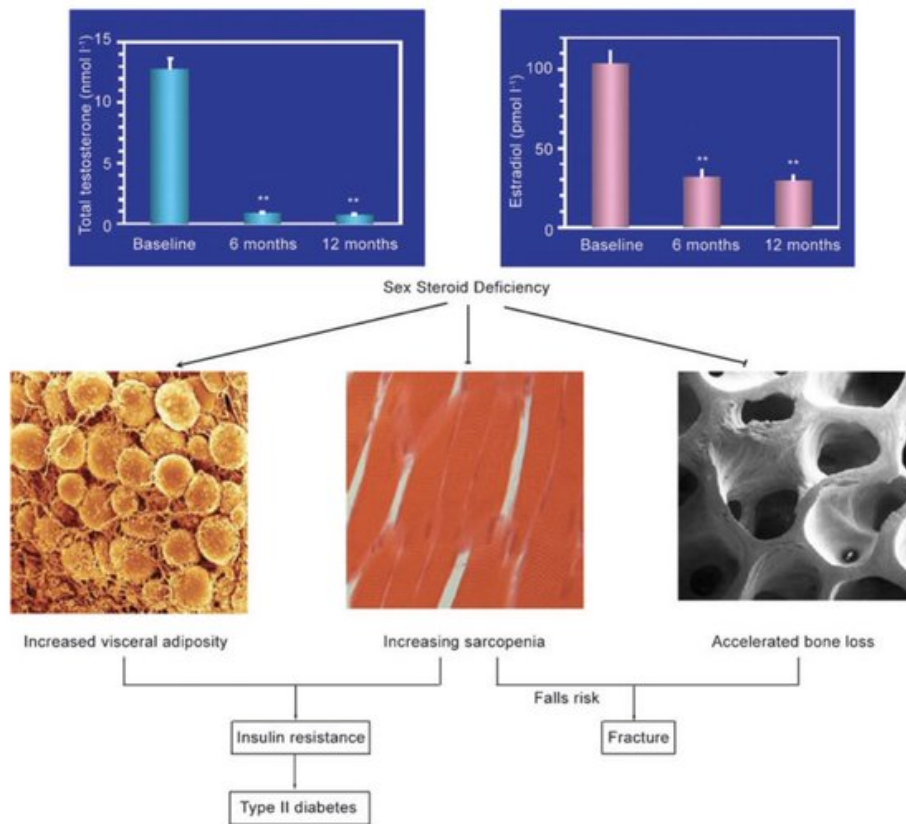 15
10
5
0
Total testosterone (nmol l⁻¹)
**
**
Baseline
6 months
12 months
100
50
0
Estradiol (pmol l⁻¹)
**
**
Baseline
6 months
12 months
Sex Steroid Deficiency
Increased visceral adiposity
Increasing sarcopenia
Accelerated bone loss
Falls risk
Insulin resistance
Fracture
Type II diabetes